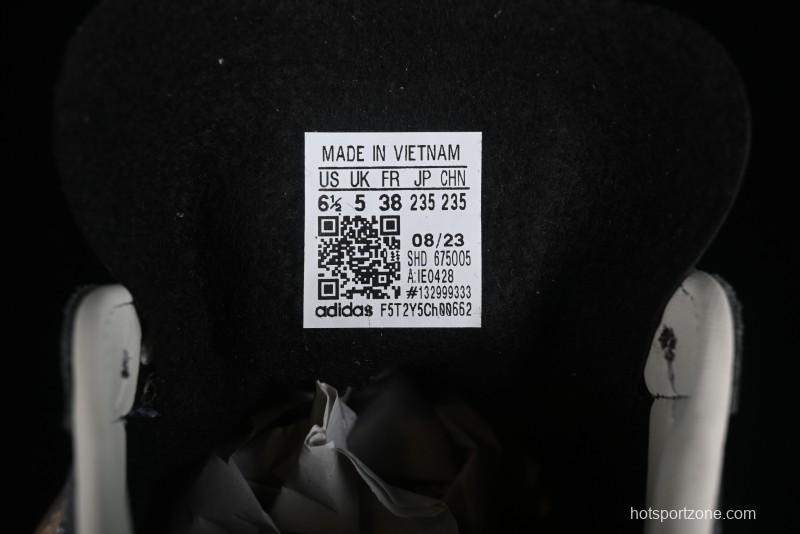 MADE IN VIETNAM
US UK FR JP CHN
6½ 5 38 235 235
08/23
SHD 675005
A:IE0428
#132999333
adidas F5T2Y5Ch00662
hotsportzone.com